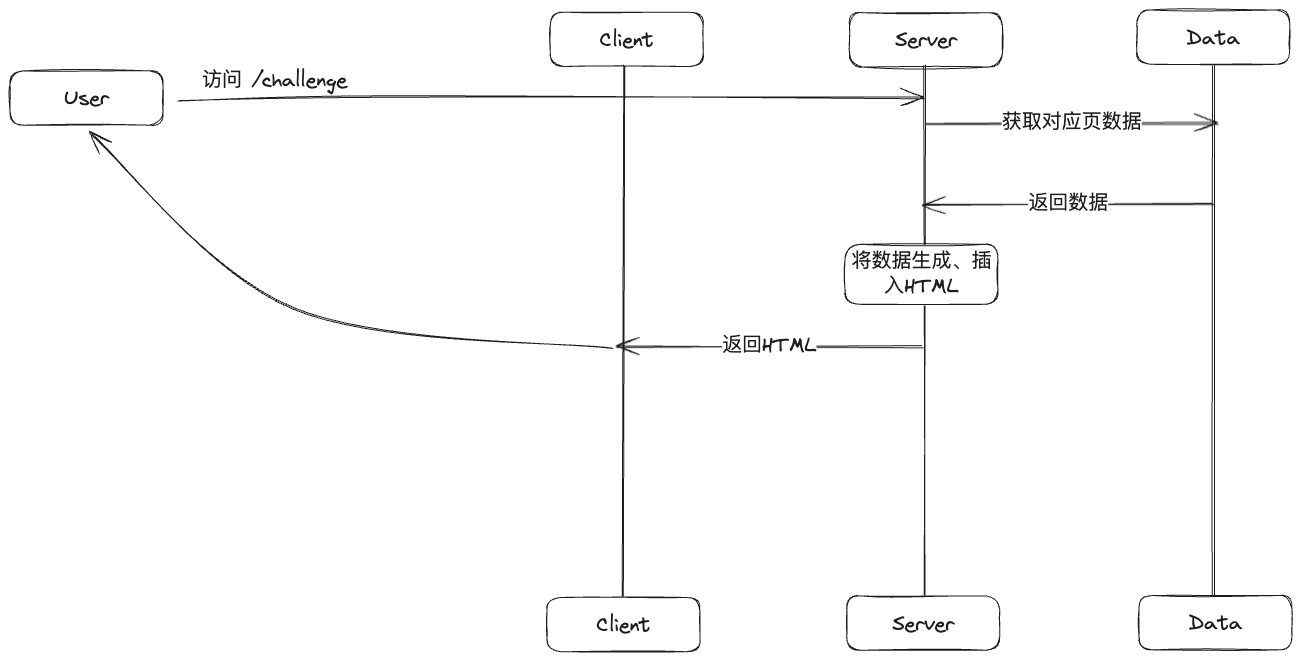 Client
Server
Data
User
访问 /challenge
获取对应页数据
返回数据
将数据生成、插
入HTML
返回HTML
Client
Server
Data